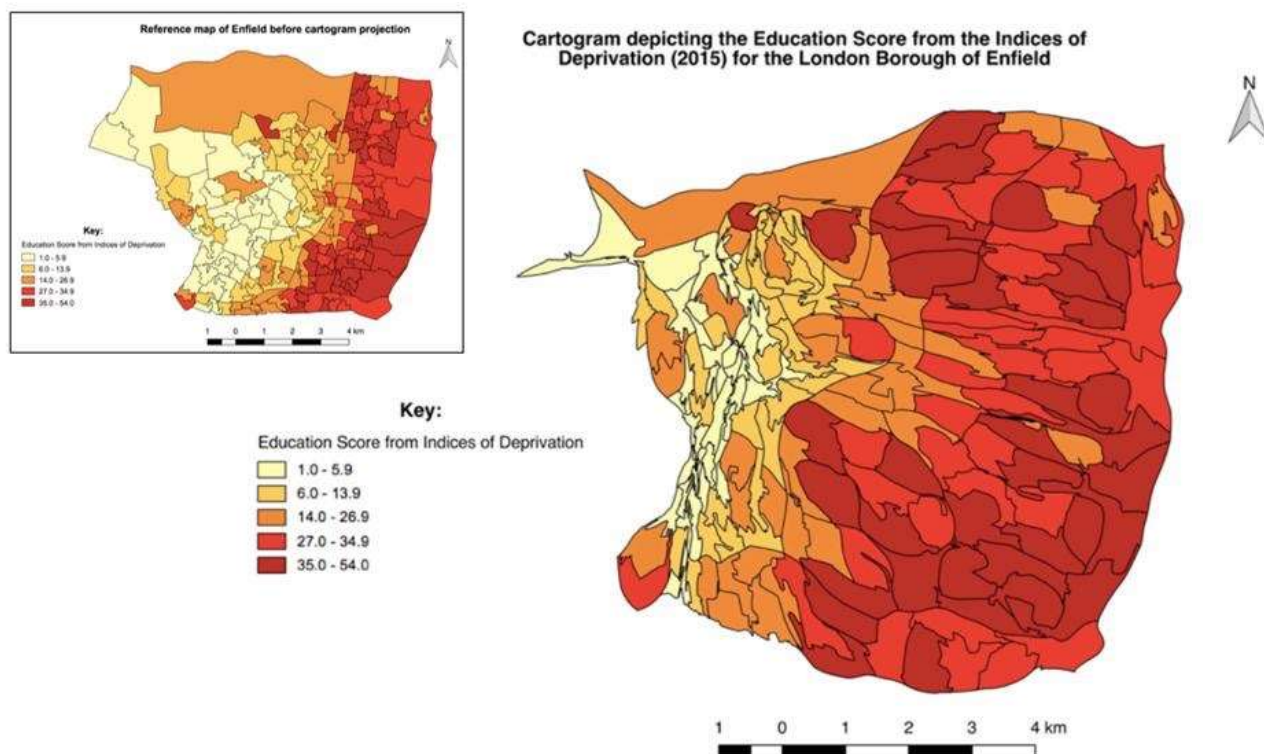 Reference map of Enfield before cartogram projection
N
Key:
Education Score from Indices of Deprivation
1.0 - 5.9
6.0 - 13.9
14.0 - 26.9
27.0 - 34.9
35.0 - 54.0
1 0 1 2 3 4 km
Cartogram depicting the Education Score from the Indices of
Deprivation (2015) for the London Borough of Enfield
N
Key:
Education Score from Indices of Deprivation
1.0 - 5.9
6.0 - 13.9
14.0 - 26.9
27.0 - 34.9
35.0 - 54.0
1 0 1 2 3 4 km